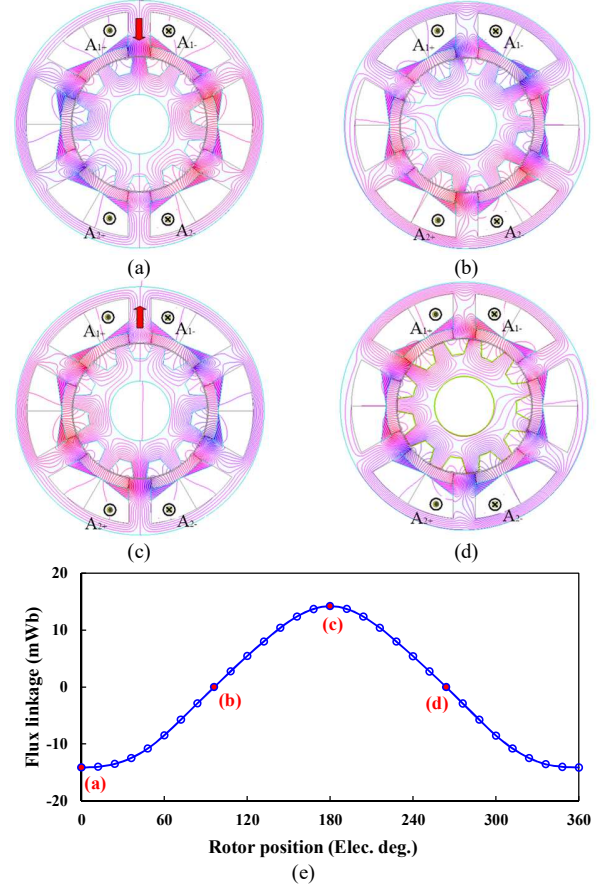 A1+ A1-
A2+ A2-
(a)
A1+ A1-
A2+ A2-
(b)
A1+ A1-
A2+ A2-
(c)
A1+ A1-
A2+ A2-
(d)
Flux linkage (mWb)
20
10
0
-10
-20
(a)
(b)
(c)
(d)
0 60 120 180 240 300 360
Rotor position (Elec. deg.)
(e)